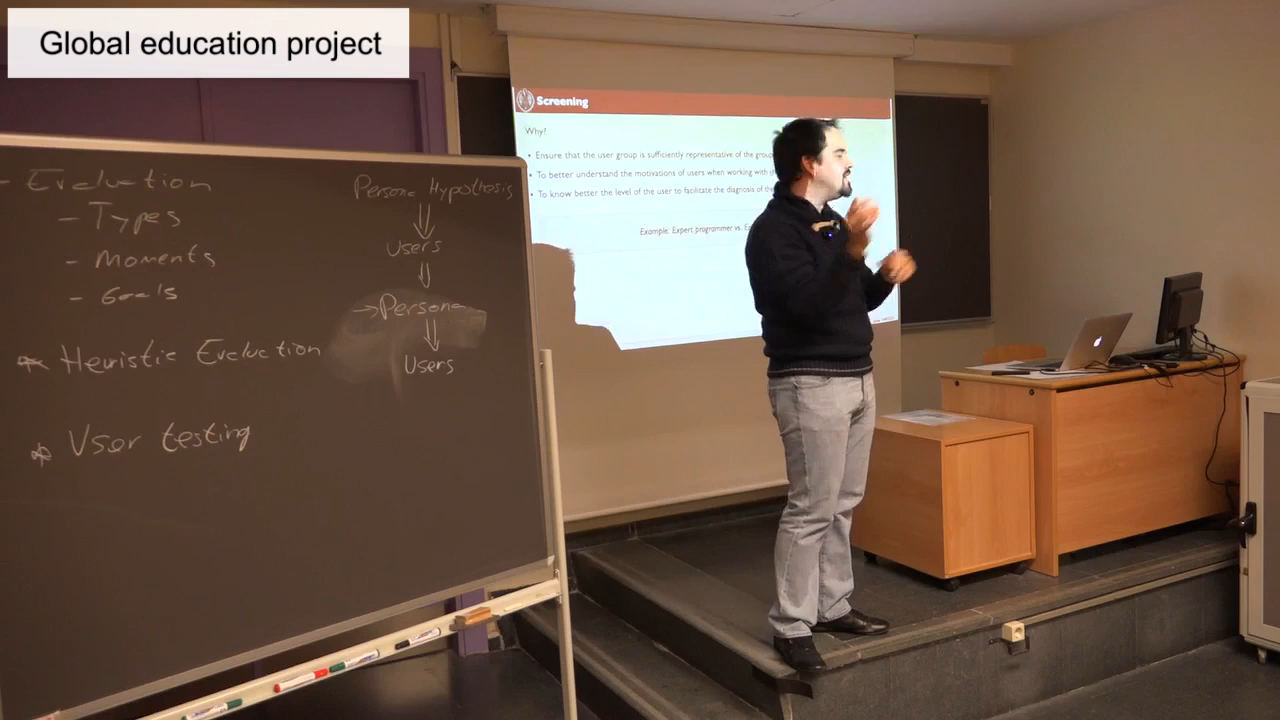 Global education project
- Evaluation
- Types
- Moments
- Goals
Heuristic Evaluation
User testing
Persona Hypothesis
Users
→Persona
Users
Screening
Why?
• Ensure that the user group is sufficiently representative of the group
• To better understand the motivations of users when working with
• To know better the level of the user to facilitate the diagnosis of
Example: Expert programmer vs.